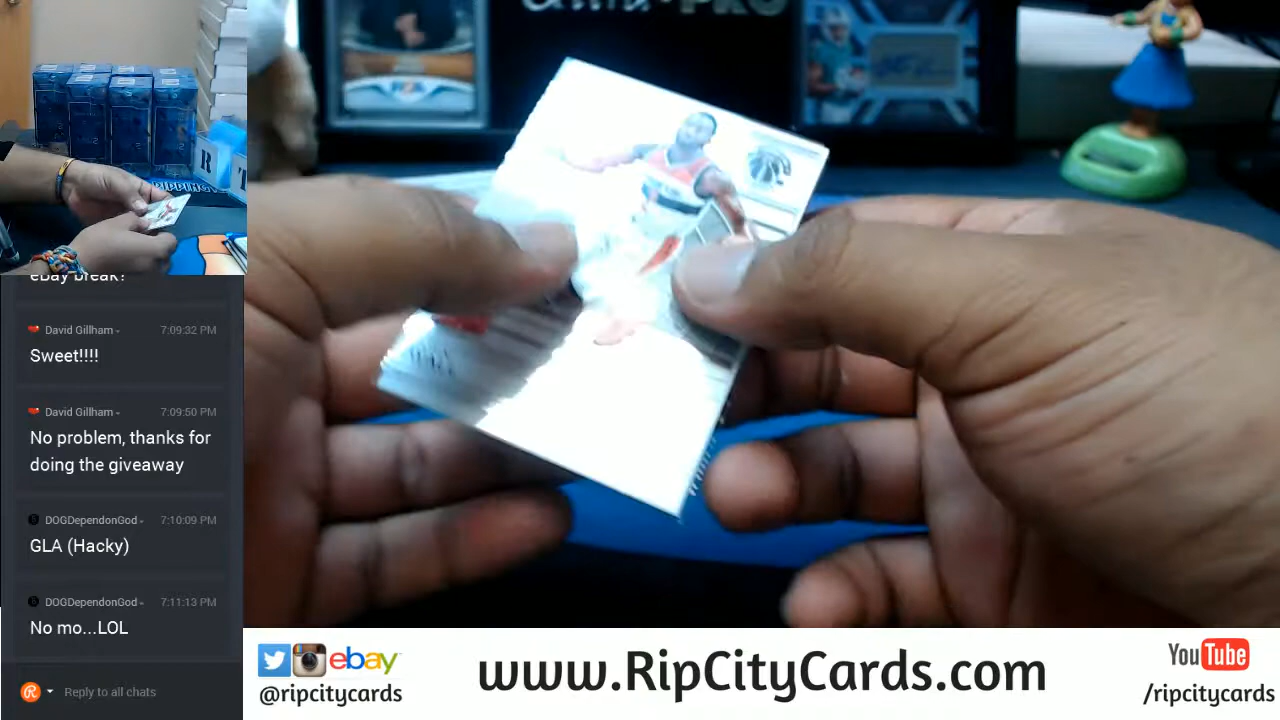 PRO
R T
RIPPING
ebay break?
David Gillham 7:09:32 PM
Sweet!!!!
David Gillham 7:09:50 PM
No problem, thanks for
doing the giveaway
DOGDependonGod 7:10:09 PM
GLA (Hacky)
DOGDependonGod 7:11:13 PM
No mo...LOL
R Reply to all chats
ebay
@ripcitycards
www.RipCityCards.com
YouTube
/ripcitycards